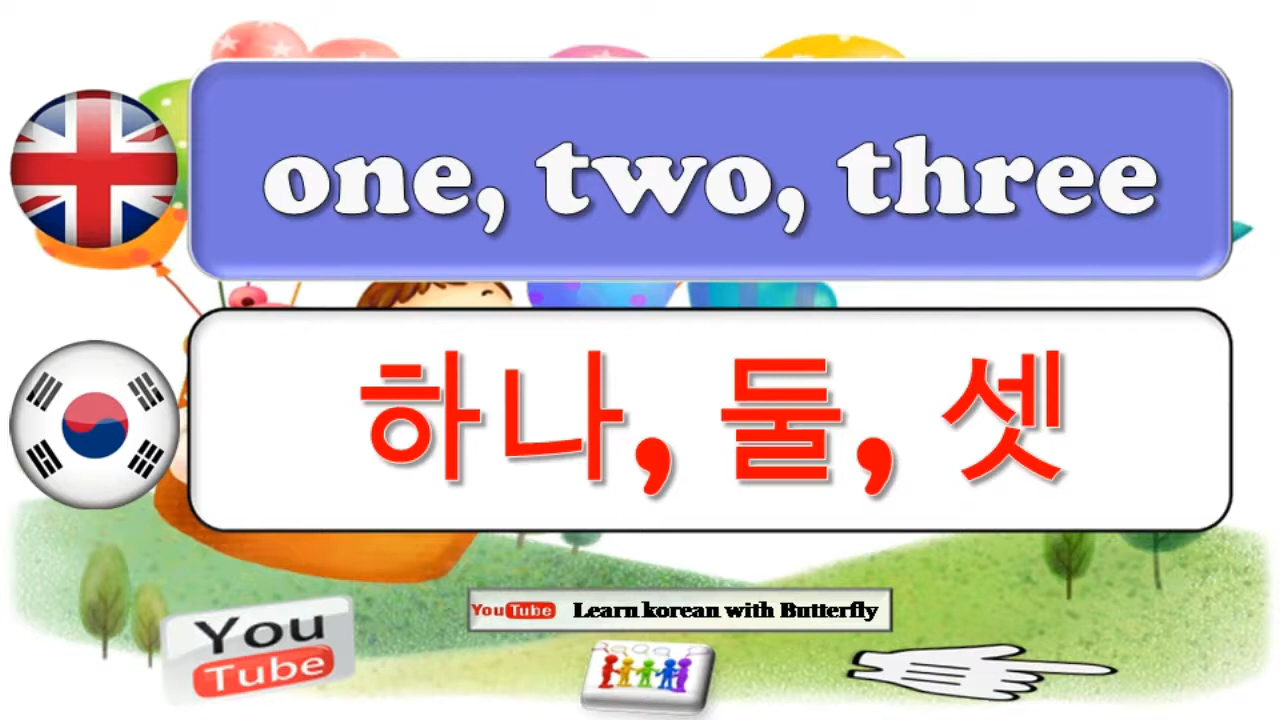 one, two, three
하나, 둘, 셋
YouTube Learn korean with Butterfly
You
Tube